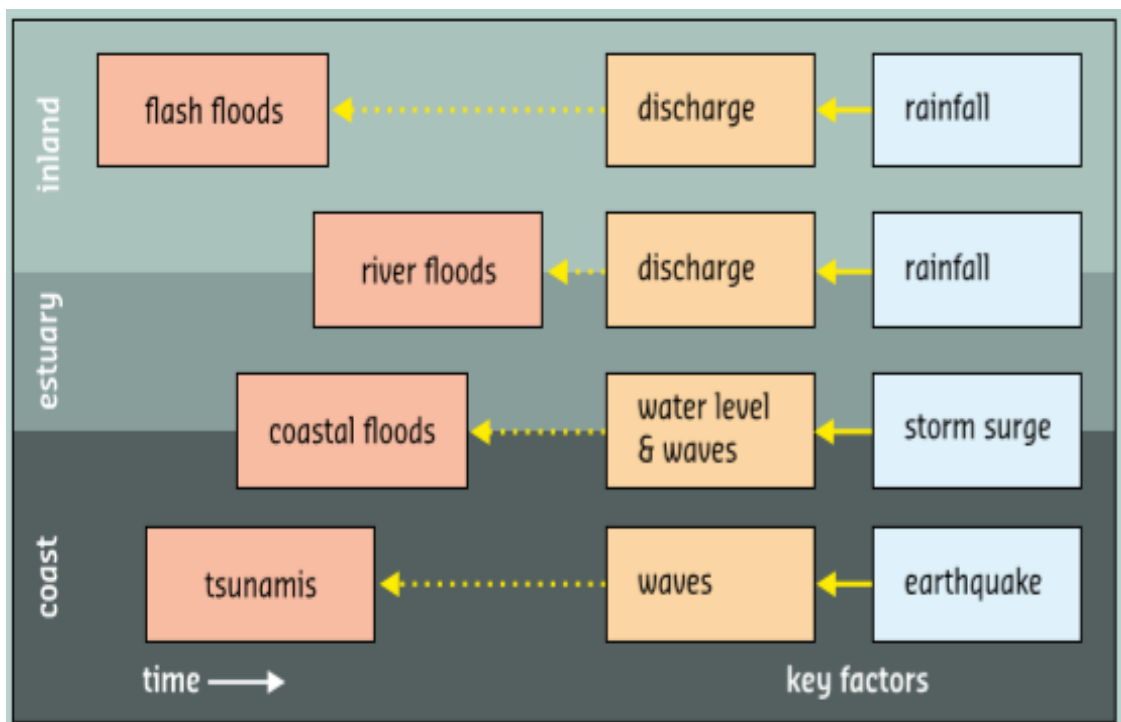 inland
flash floods
discharge
rainfall
river floods
discharge
rainfall
estuary
coastal floods
water level
& waves
storm surge
coast
tsunamis
waves
earthquake
time
key factors